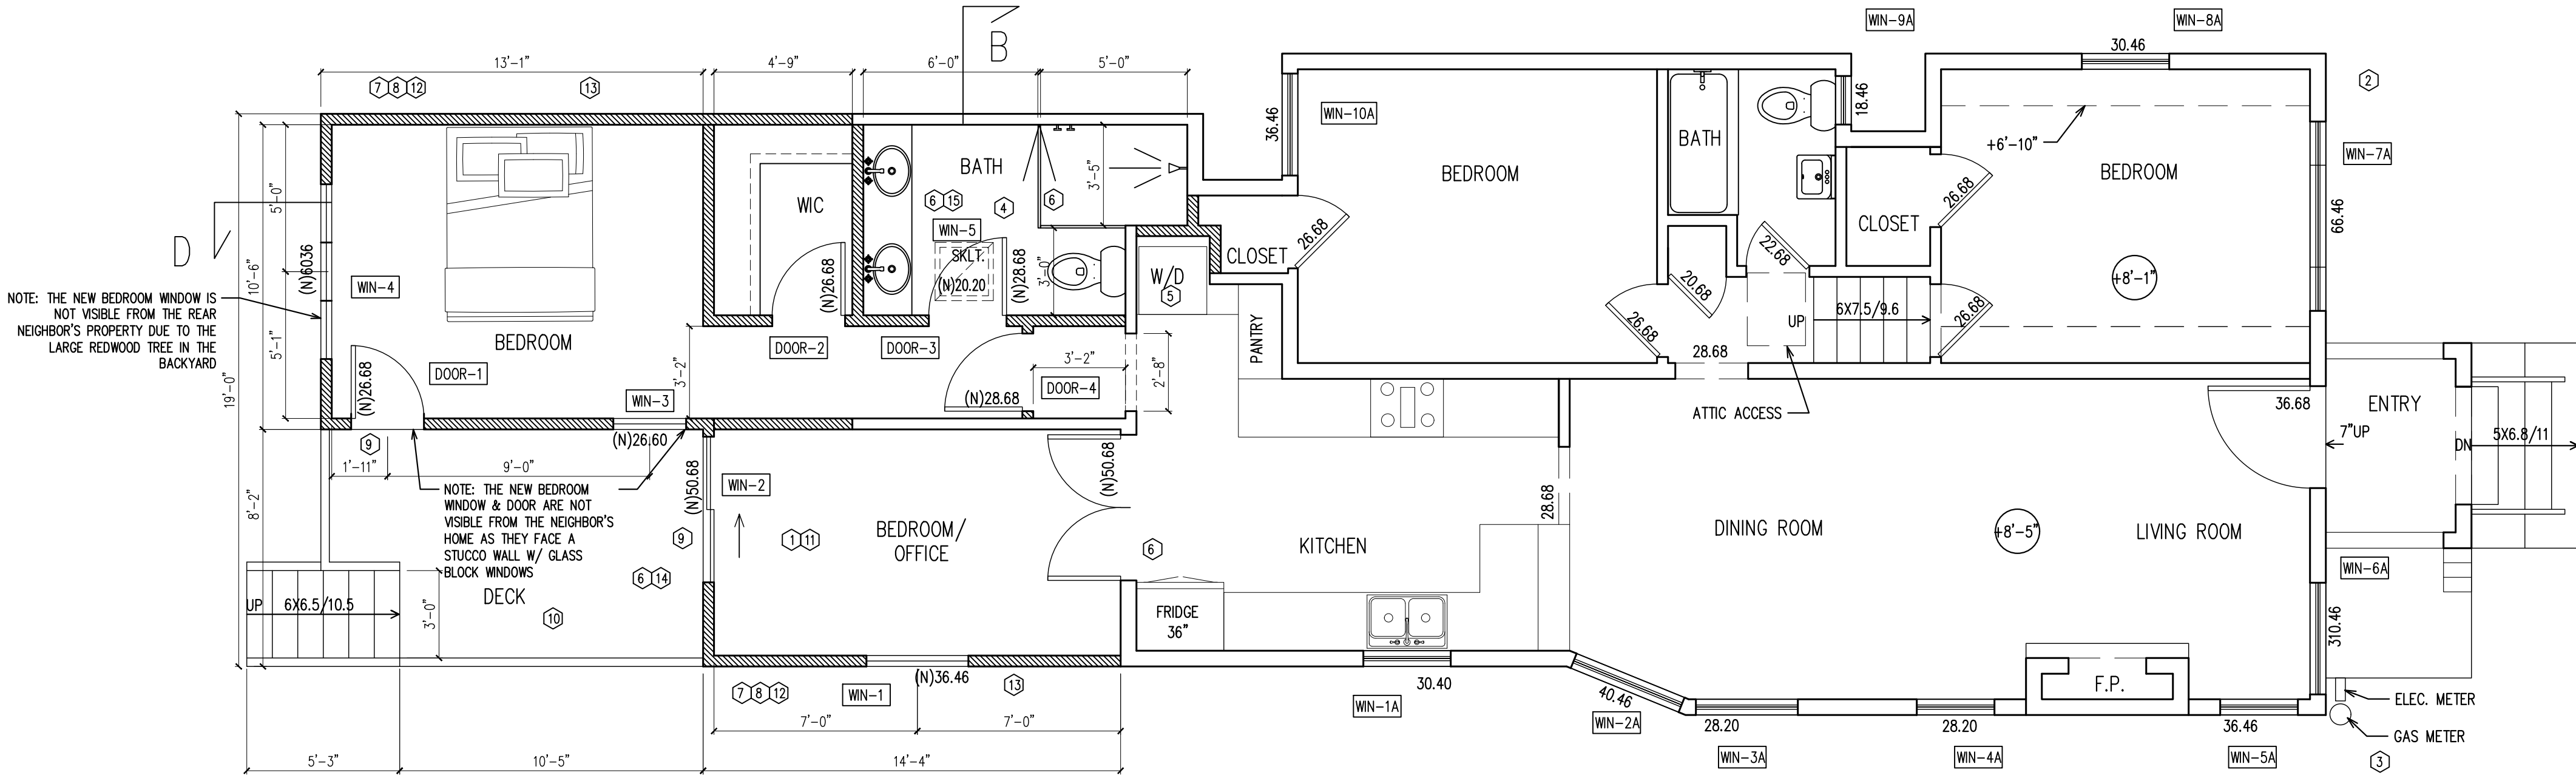 WIN-9A
WIN-8A
B
13'-1"
4'-9"
6'-0"
5'-0"
30.46
7 8 12
13
2
36.46
WIN-10A
18.46
BATH
+6'-10"
WIN-7A
BATH
3'-5"
BEDROOM
BEDROOM
5'-0"
WIC
6 15
4
6
26.68
66.46
CLOSET
WIN-5
SKLT.
(N)20.20
(N)28.68
3'-0"
CLOSET
26.68
22.68
D
10'-6"
(N)6036
WIN-4
(N)26.68
W/D
5
20.68
+8'-1"
NOTE: THE NEW BEDROOM WINDOW IS
NOT VISIBLE FROM THE REAR
NEIGHBOR'S PROPERTY DUE TO THE
LARGE REDWOOD TREE IN THE
BACKYARD
6X7.5/9.6
UP
26.68
26.68
5'-1"
BEDROOM
DOOR-2
DOOR-3
PANTRY
28.68
19'-0"
(N)26.68
DOOR-1
3'-2"
3'-2"
DOOR-4
2'-8"
WIN-3
(N)28.68
ATTIC ACCESS
36.68
ENTRY
9
(N)26.60
7"UP
DN
5X6.8/11
1'-11"
9'-0"
(N)50.68
WIN-2
(N)50.68
8'-2"
NOTE: THE NEW BEDROOM
WINDOW & DOOR ARE NOT
VISIBLE FROM THE NEIGHBOR'S
HOME AS THEY FACE A
STUCCO WALL W/ GLASS
BLOCK WINDOWS
28.68
9
1 11
BEDROOM/
OFFICE
6
KITCHEN
DINING ROOM
+8'-5"
LIVING ROOM
WIN-6A
6 14
DECK
UP
6X6.5/10.5
3'-0"
10
FRIDGE
36"
310.46
7 8 12
WIN-1
(N)36.46
13
30.40
40.46
F.P.
ELEC. METER
WIN-1A
WIN-2A
7'-0"
7'-0"
28.20
28.20
36.46
GAS METER
WIN-3A
WIN-4A
WIN-5A
3
5'-3"
10'-5"
14'-4"